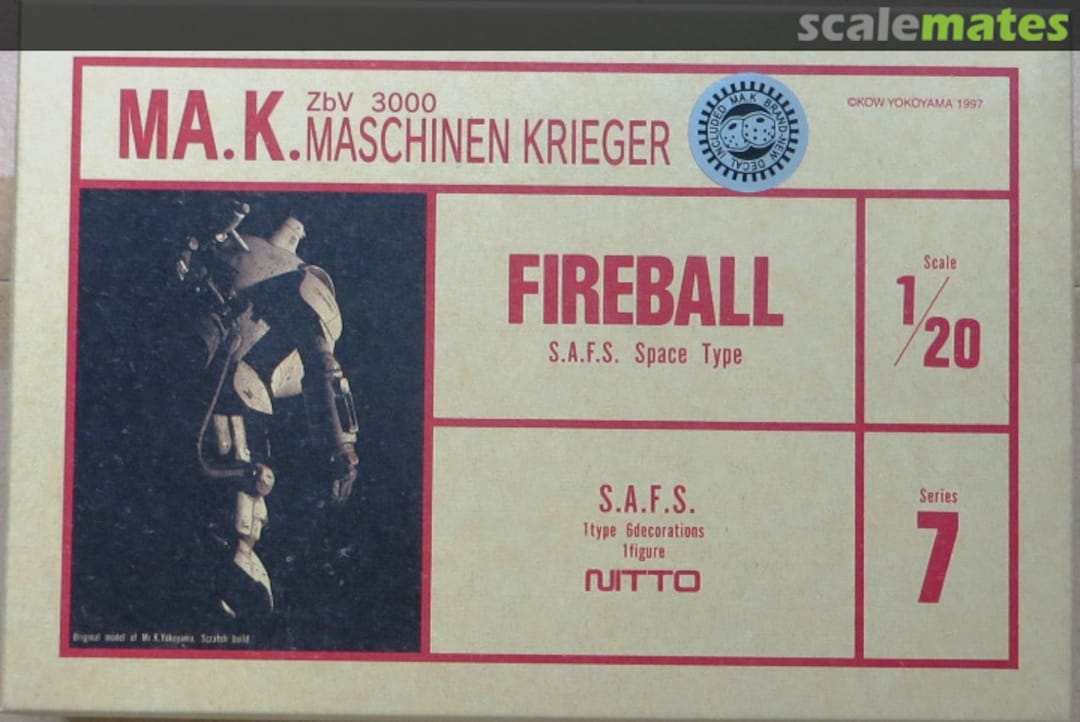 scalemates
MA.K. ZbV 3000
MASCHINEN KRIEGER
INCLUDED MA.K BRAND-NEW DECAL
©KOW YOKOYAMA 1997
FIREBALL
S.A.F.S. Space Type
Scale
1/20
S.A.F.S.
1type 6decorations
1figure
NITTO
Series
7
Original model of Mr.K.Yokoyama. Scratch build